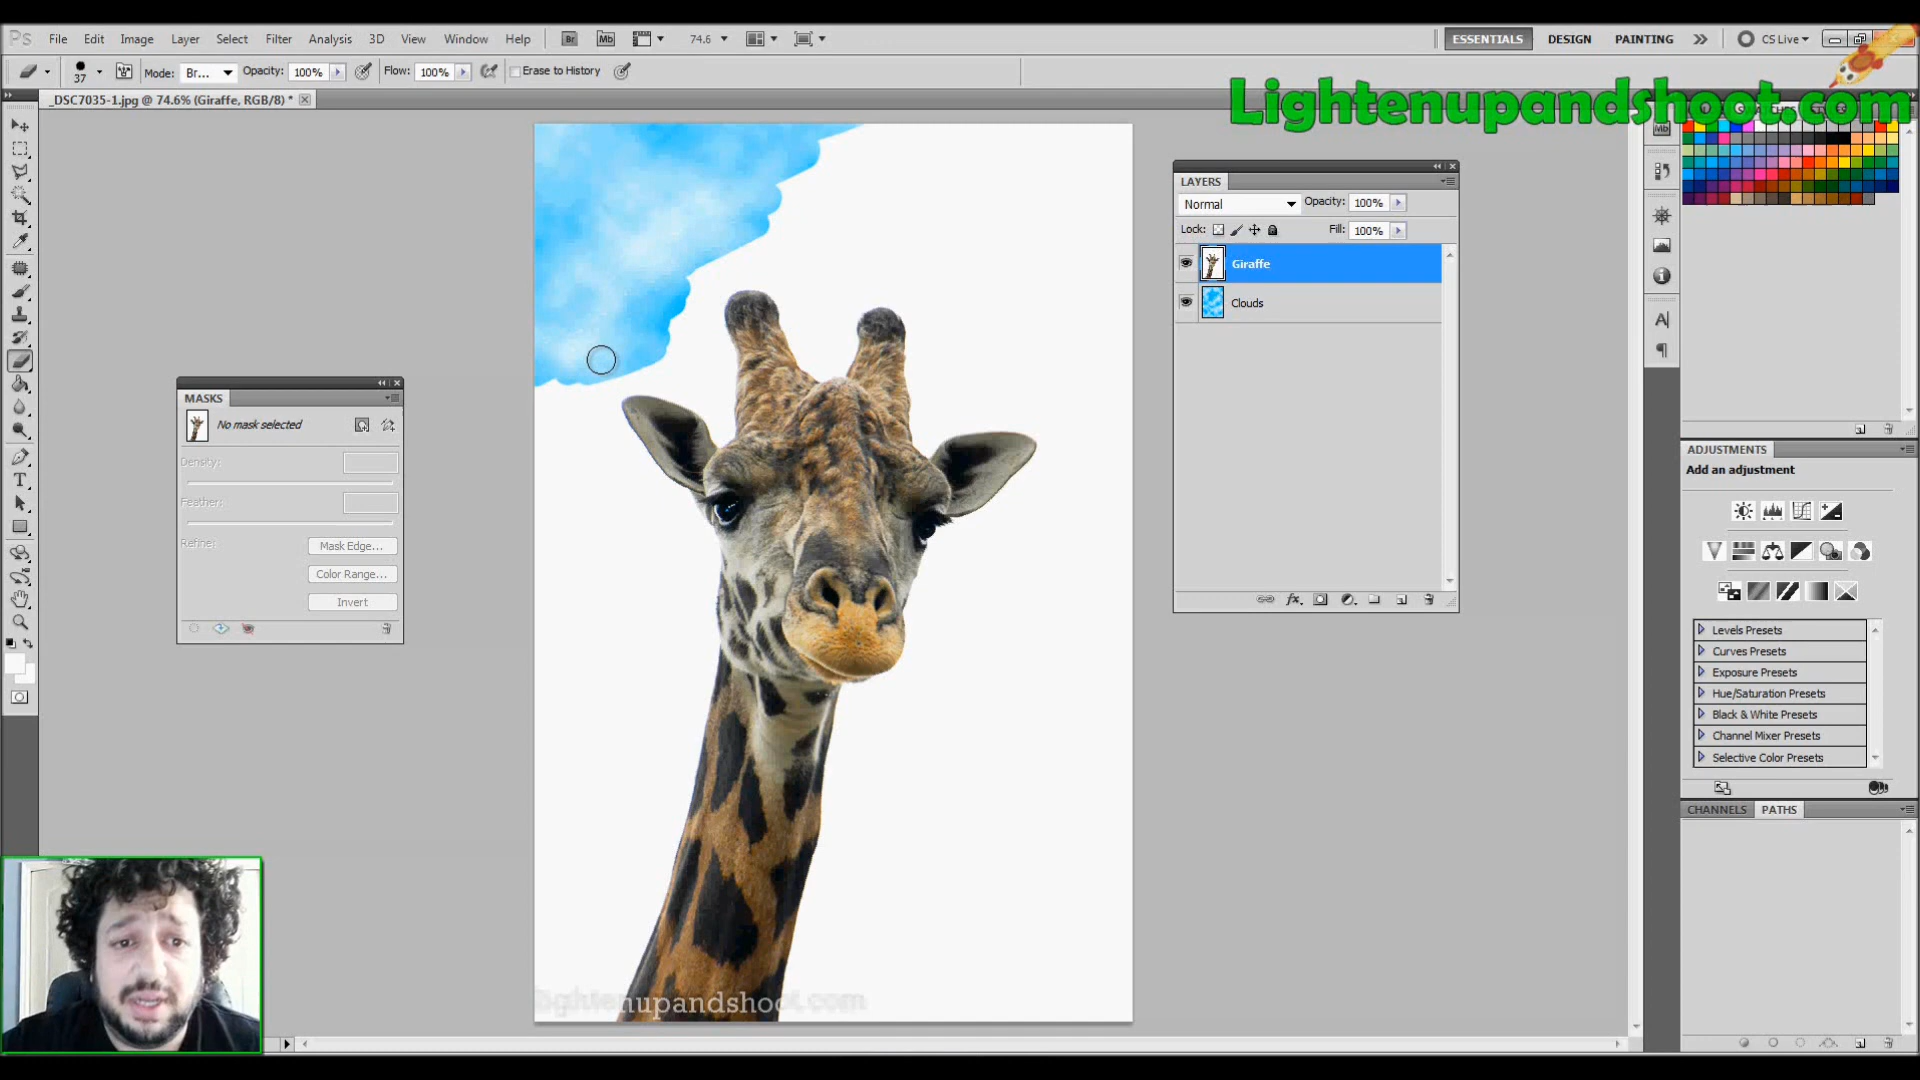 Ps File Edit Image Layer Select Filter Analysis 3D View Window Help Br Mb 74.6 ESSENTIALS DESIGN PAINTING CS Live
37 Mode: Br... Opacity: 100% Flow: 100% Erase to History
Lightenupandshoot.com
_DSC7035-1.jpg @ 74.6% (Giraffe, RGB/8) *
Mb
LAYERS
Normal Opacity: 100%
Lock: Fill: 100%
Giraffe
Clouds
MASKS
No mask selected
Density:
Feather:
Refine: Mask Edge...
Color Range...
Invert
ADJUSTMENTS
Add an adjustment
Levels Presets
Curves Presets
Exposure Presets
Hue/Saturation Presets
Black & White Presets
Channel Mixer Presets
Selective Color Presets
CHANNELS PATHS
lightenupandshoot.com